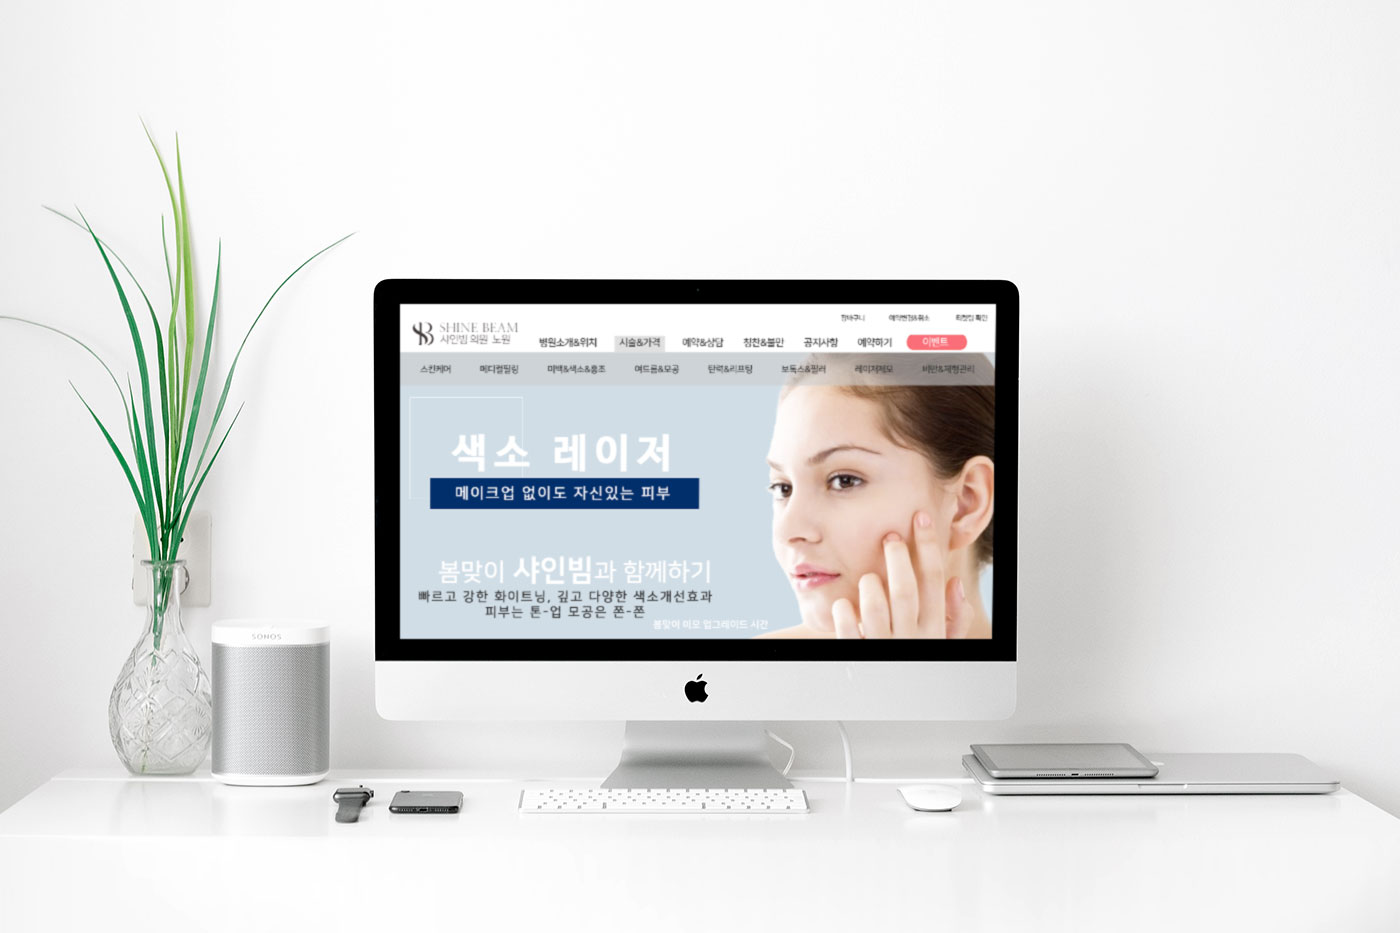 SHINE BEAM
샤인빔 의원 노원
장바구니 예약변경&취소 회원님 확인
병원소개&위치 시술&가격 예약&상담 칭찬&불만 공지사항 예약하기 이벤트
스킨케어 메디컬필링 미백&색소&홍조 여드름&모공 탄력&리프팅 보톡스&필러 레이저제모 비만&체형관리
색소 레이저
메이크업 없이도 자신있는 피부
봄맞이 샤인빔과 함께하기
빠르고 강한 화이트닝, 깊고 다양한 색소개선효과
피부는 톤-업 모공은 쫀-쫀
봄맞이 미모 업그레이드 시간
SONOS